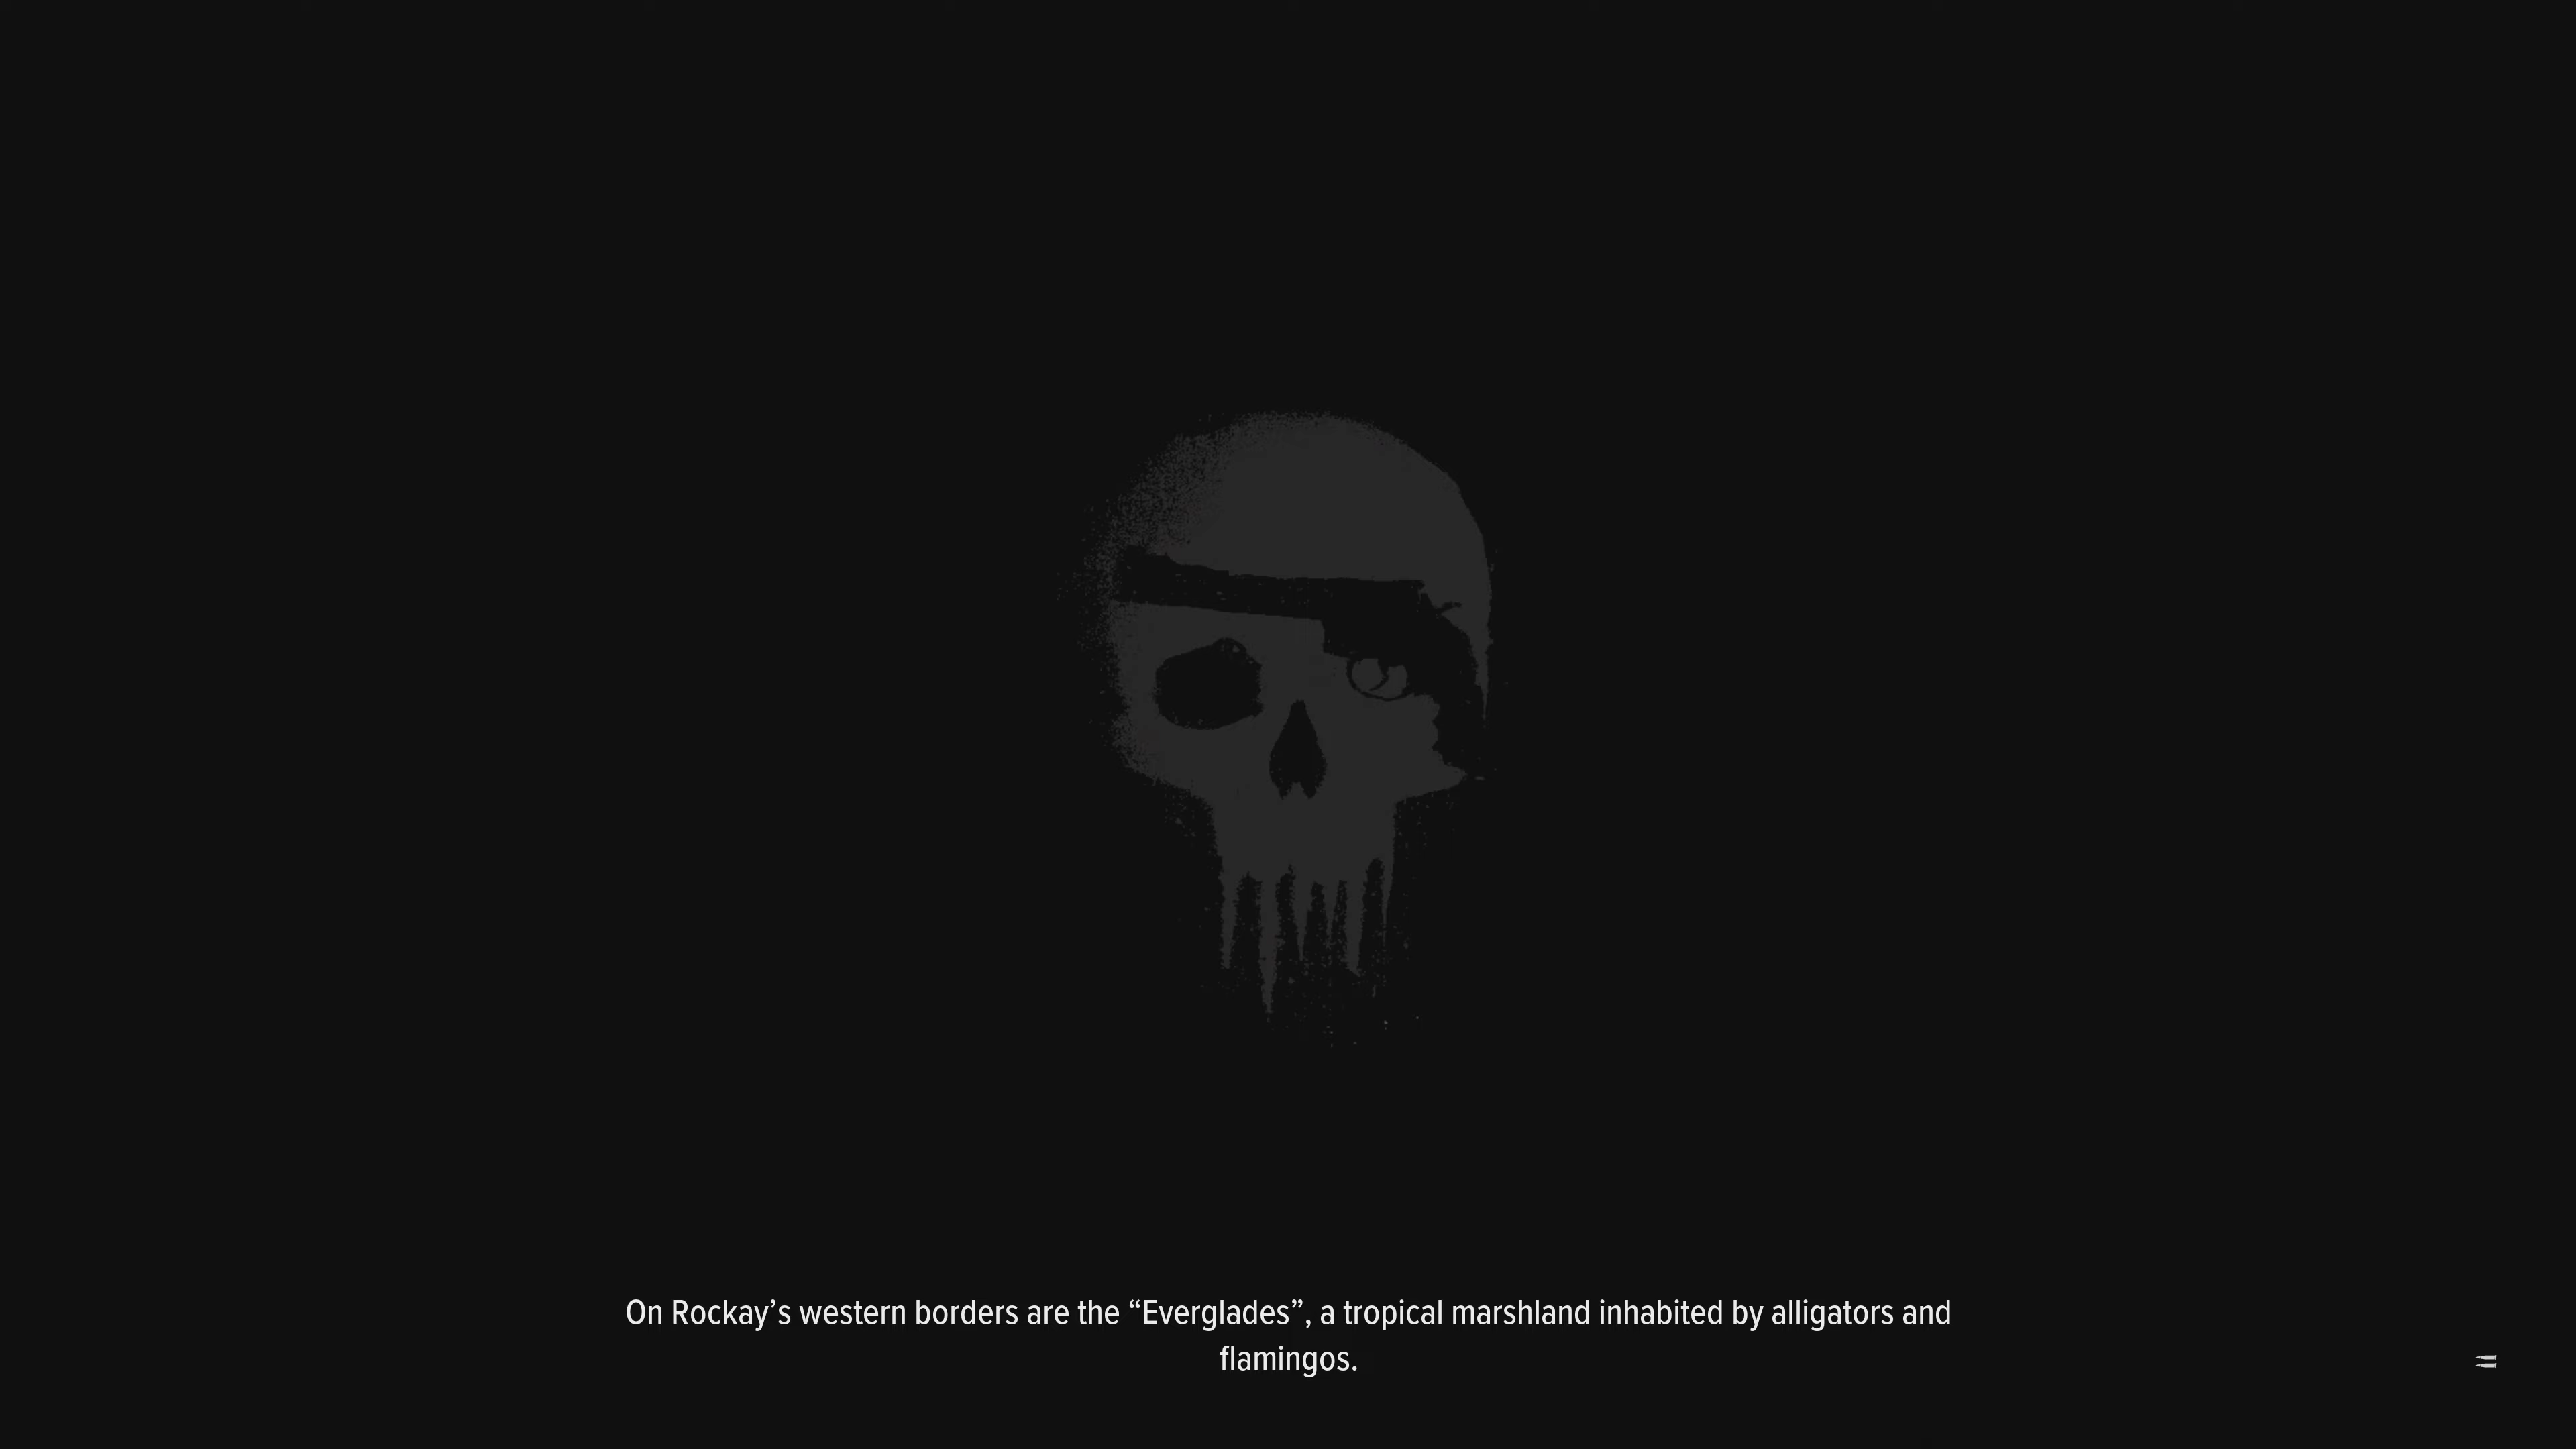 On Rockay’s western borders are the “Everglades”, a tropical marshland inhabited by alligators and
flamingos.